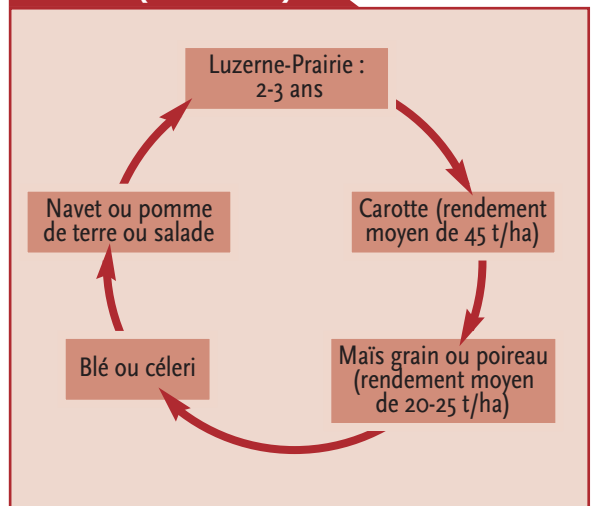 Luzerne-Prairie :
2-3 ans
Carotte (rendement
moyen de 45 t/ha)
Maïs grain ou poireau
(rendement moyen
de 20-25 t/ha)
Blé ou céleri
Navet ou pomme
de terre ou salade